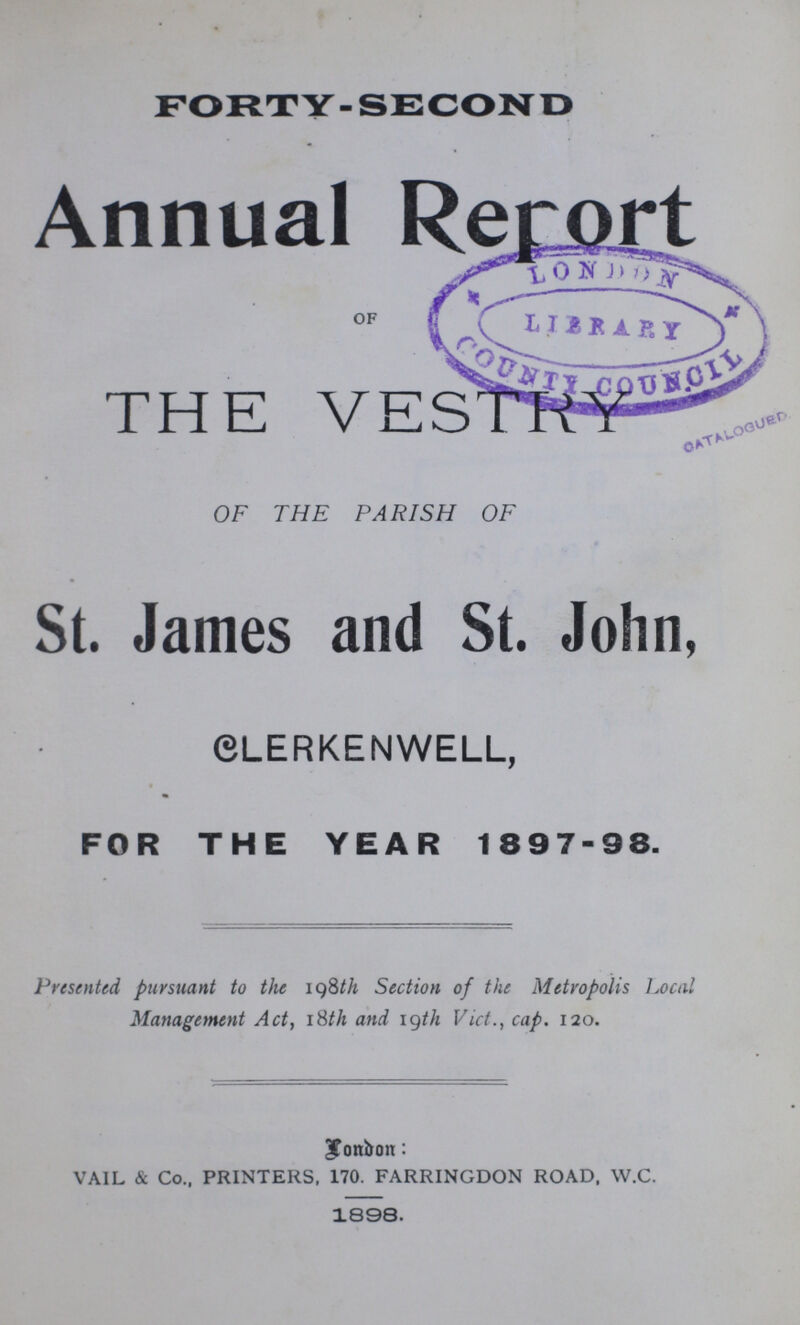 FORTY-SECOND
Annual Report
LONDON
LIBRARY
COUNTY COUNCIL
OF
THE VESTRY
CATALOGUED
OF THE PARISH OF
St. James and St. John,
CLERKENWELL,
FOR THE YEAR 1897-98.
Presented pursuant to the 198th Section of the Metropolis Local
Management Act, 18th and 19th Vict., cap. 120.
London:
VAIL & Co., PRINTERS, 170. FARRINGDON ROAD, W.C.
1898.